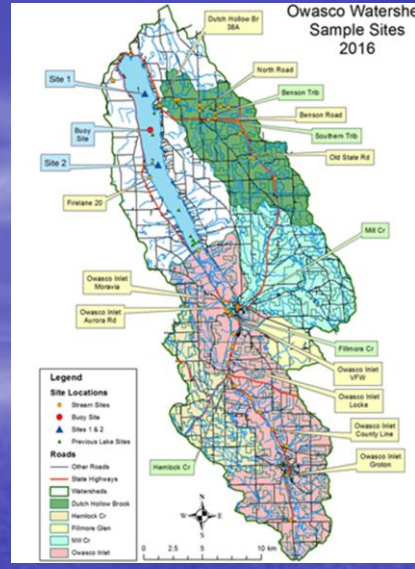 Owasco Watershed
Sample Sites
2016
Dutch Hollow Br
38A
North Road
Site 1
1
Benson Trib
Benson Road
Buoy
Site
Southern Trib
Site 2
2
Old State Rd
Firelane 20
Mill Cr
Owasco Inlet
Moravia
Owasco Inlet
Aurora Rd
Fillmore Cr
Owasco Inlet
VFW
Owasco Inlet
Locke
Owasco Inlet
County Line
Owasco Inlet
Groton
Hemlock Cr
Legend
Site Locations
Stream Sites
Buoy Site
Sites 1 & 2
Previous Lake Sites
Roads
Other Roads
State Highways
Watersheds
Dutch Hollow Brook
Hemlock Cr
Fillmore Glen
Mill Cr
Owasco Inlet
N
W E
S
0 2.5 5 10 km